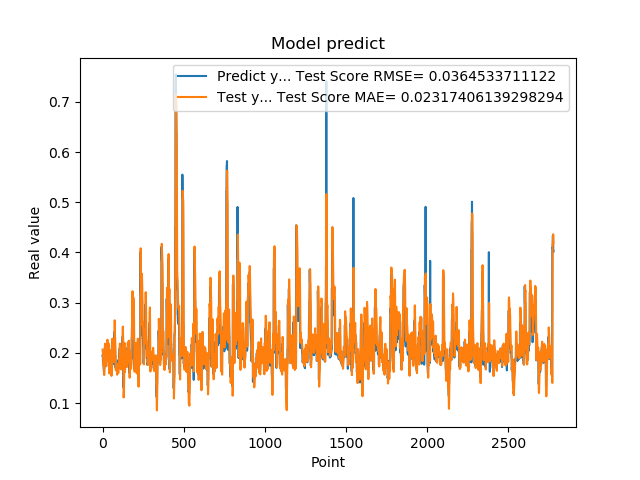 Model predict
Predict y... Test Score RMSE= 0.0364533711122
Test y... Test Score MAE= 0.02317406139298294
0.7
0.6
0.5
0.4
0.3
0.2
0.1
Real value
0 500 1000 1500 2000 2500
Point